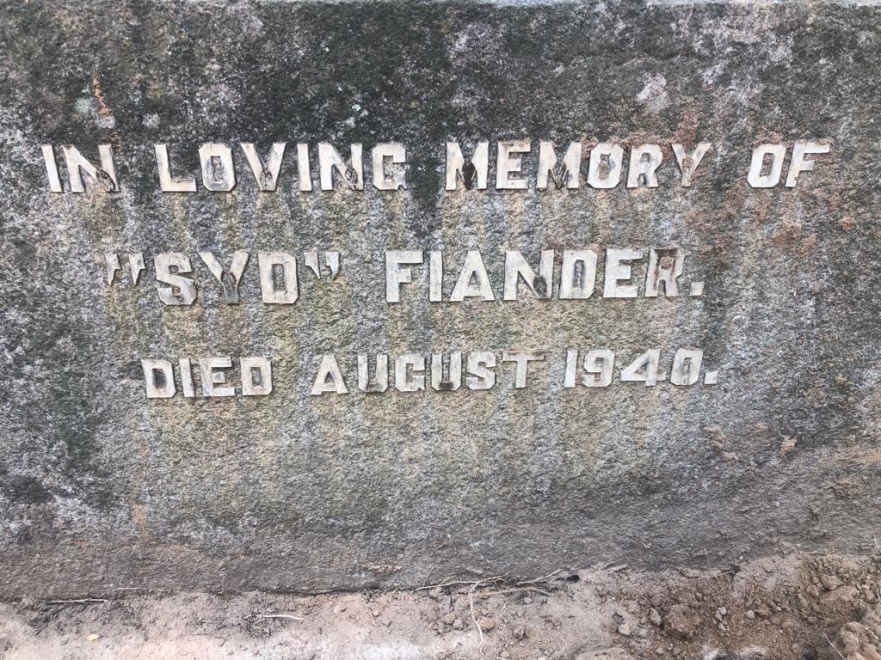 IN LOVING MEMORY OF
"SYD" FIANDER.
DIED AUGUST 1940.